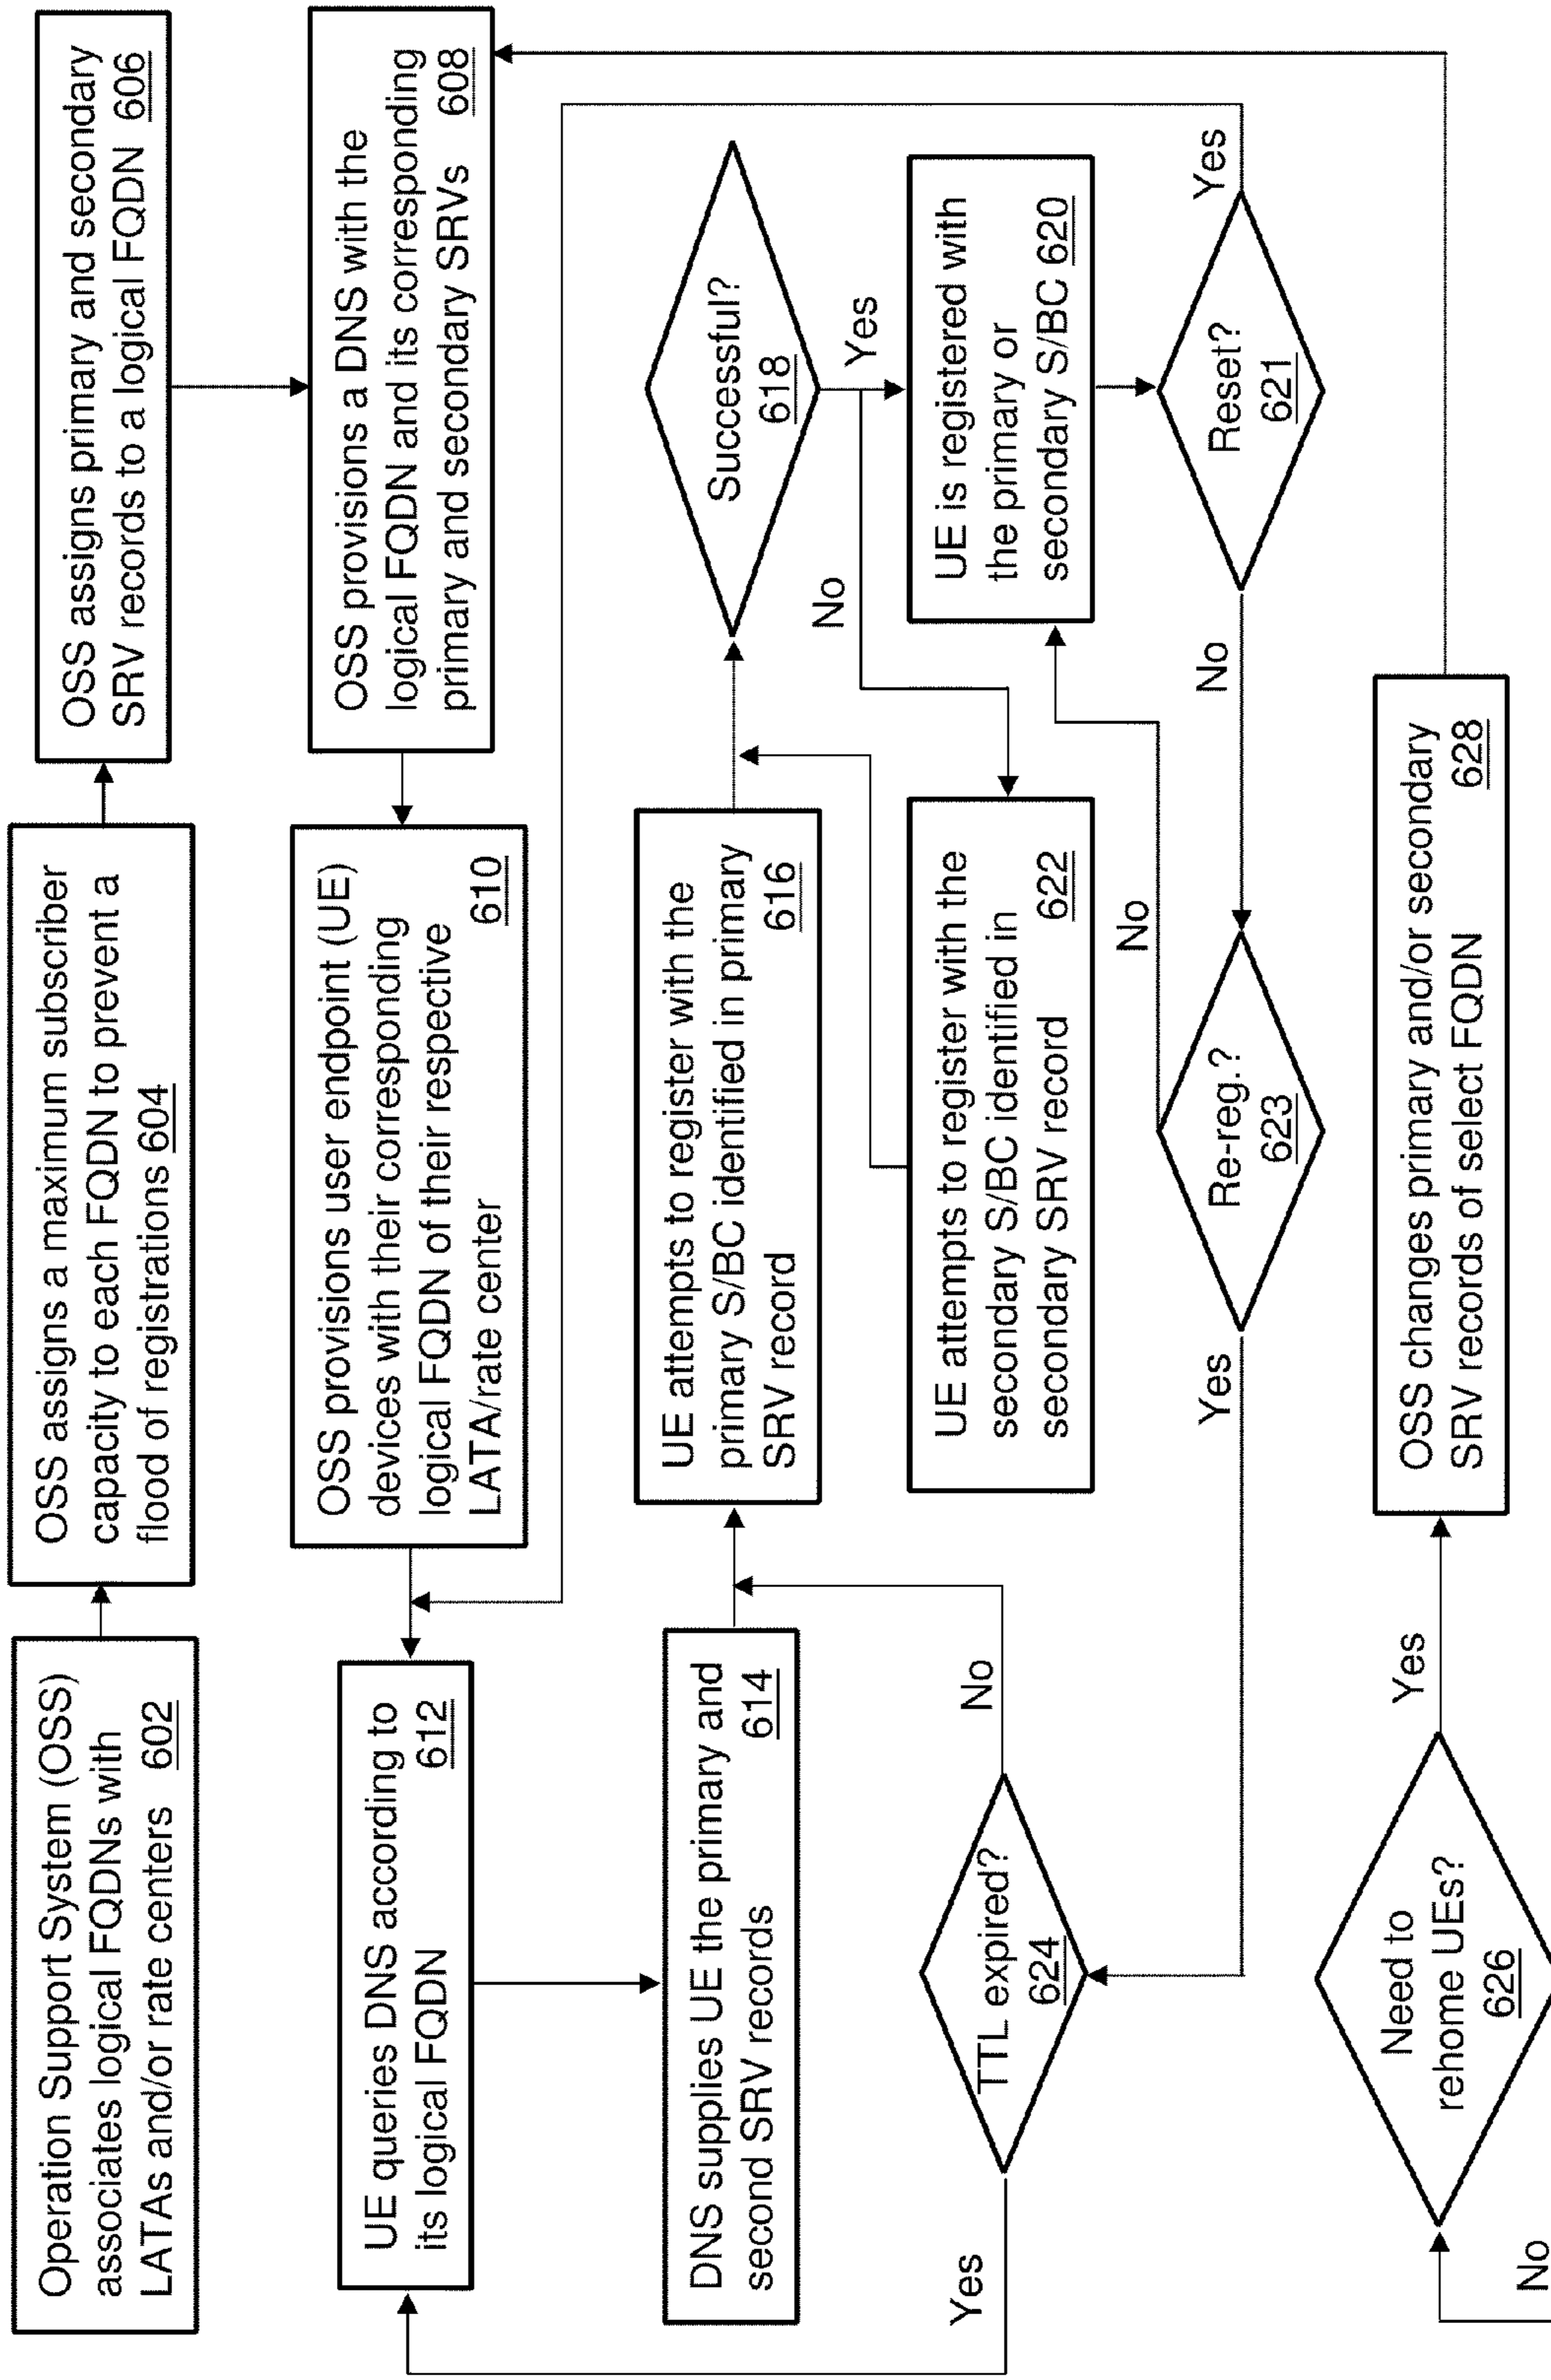 Operation Support System (OSS)
associates logical FQDNs with
LATAs and/or rate centers 602
OSS assigns a maximum subscriber
capacity to each FQDN to prevent a
flood of registrations 604
OSS assigns primary and secondary
SRV records to a logical FQDN 606
OSS provisions a DNS with the
logical FQDN and its corresponding
primary and secondary SRVs 608
OSS provisions user endpoint (UE)
devices with their corresponding
logical FQDN of their respective
LATA/rate center 610
UE queries DNS according to
its logical FQDN 612
DNS supplies UE the primary and
second SRV records 614
UE attempts to register with the
primary S/BC identified in primary
SRV record 616
Successful?
618
Yes
No
UE is registered with
the primary or
secondary S/BC 620
UE attempts to register with the
secondary S/BC identified in
secondary SRV record 622
Reset?
621
Yes
No
Re-reg.?
623
No
Yes
TTL expired?
624
No
Yes
Need to
rehome UEs?
626
No
Yes
OSS changes primary and/or secondary
SRV records of select FQDN 628